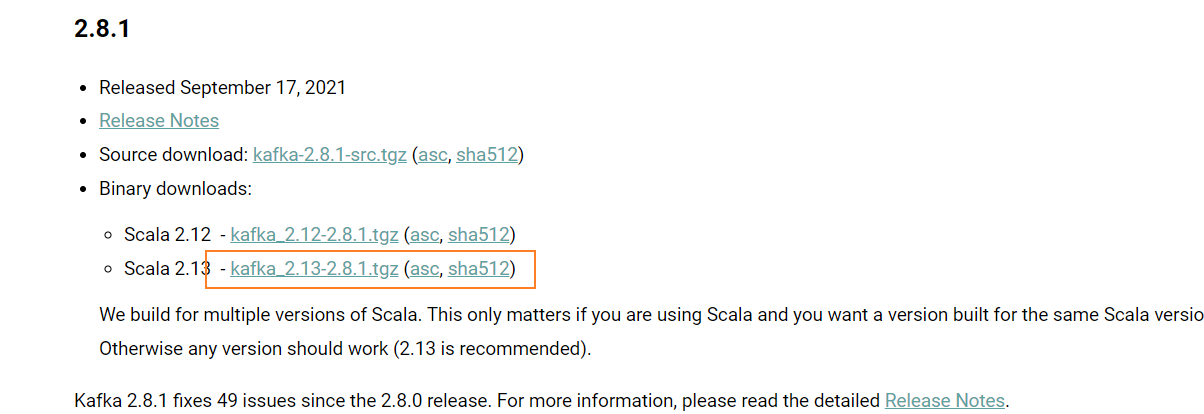 2.8.1
Released September 17, 2021
Release Notes
Source download: kafka-2.8.1-src.tgz (asc, sha512)
Binary downloads:
Scala 2.12 - kafka_2.12-2.8.1.tgz (asc, sha512)
Scala 2.13 - kafka_2.13-2.8.1.tgz (asc, sha512)
We build for multiple versions of Scala. This only matters if you are using Scala and you want a version built for the same Scala versio
Otherwise any version should work (2.13 is recommended).
Kafka 2.8.1 fixes 49 issues since the 2.8.0 release. For more information, please read the detailed Release Notes.